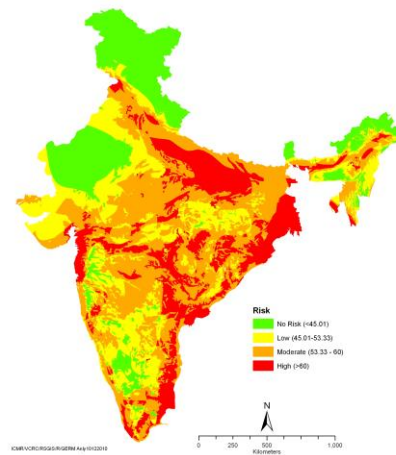 Risk
No Risk (<45.01)
Low (45.01-53.33)
Moderate (53.33 - 60)
High (>60)
N
0 250 500 1,000
Kilometers